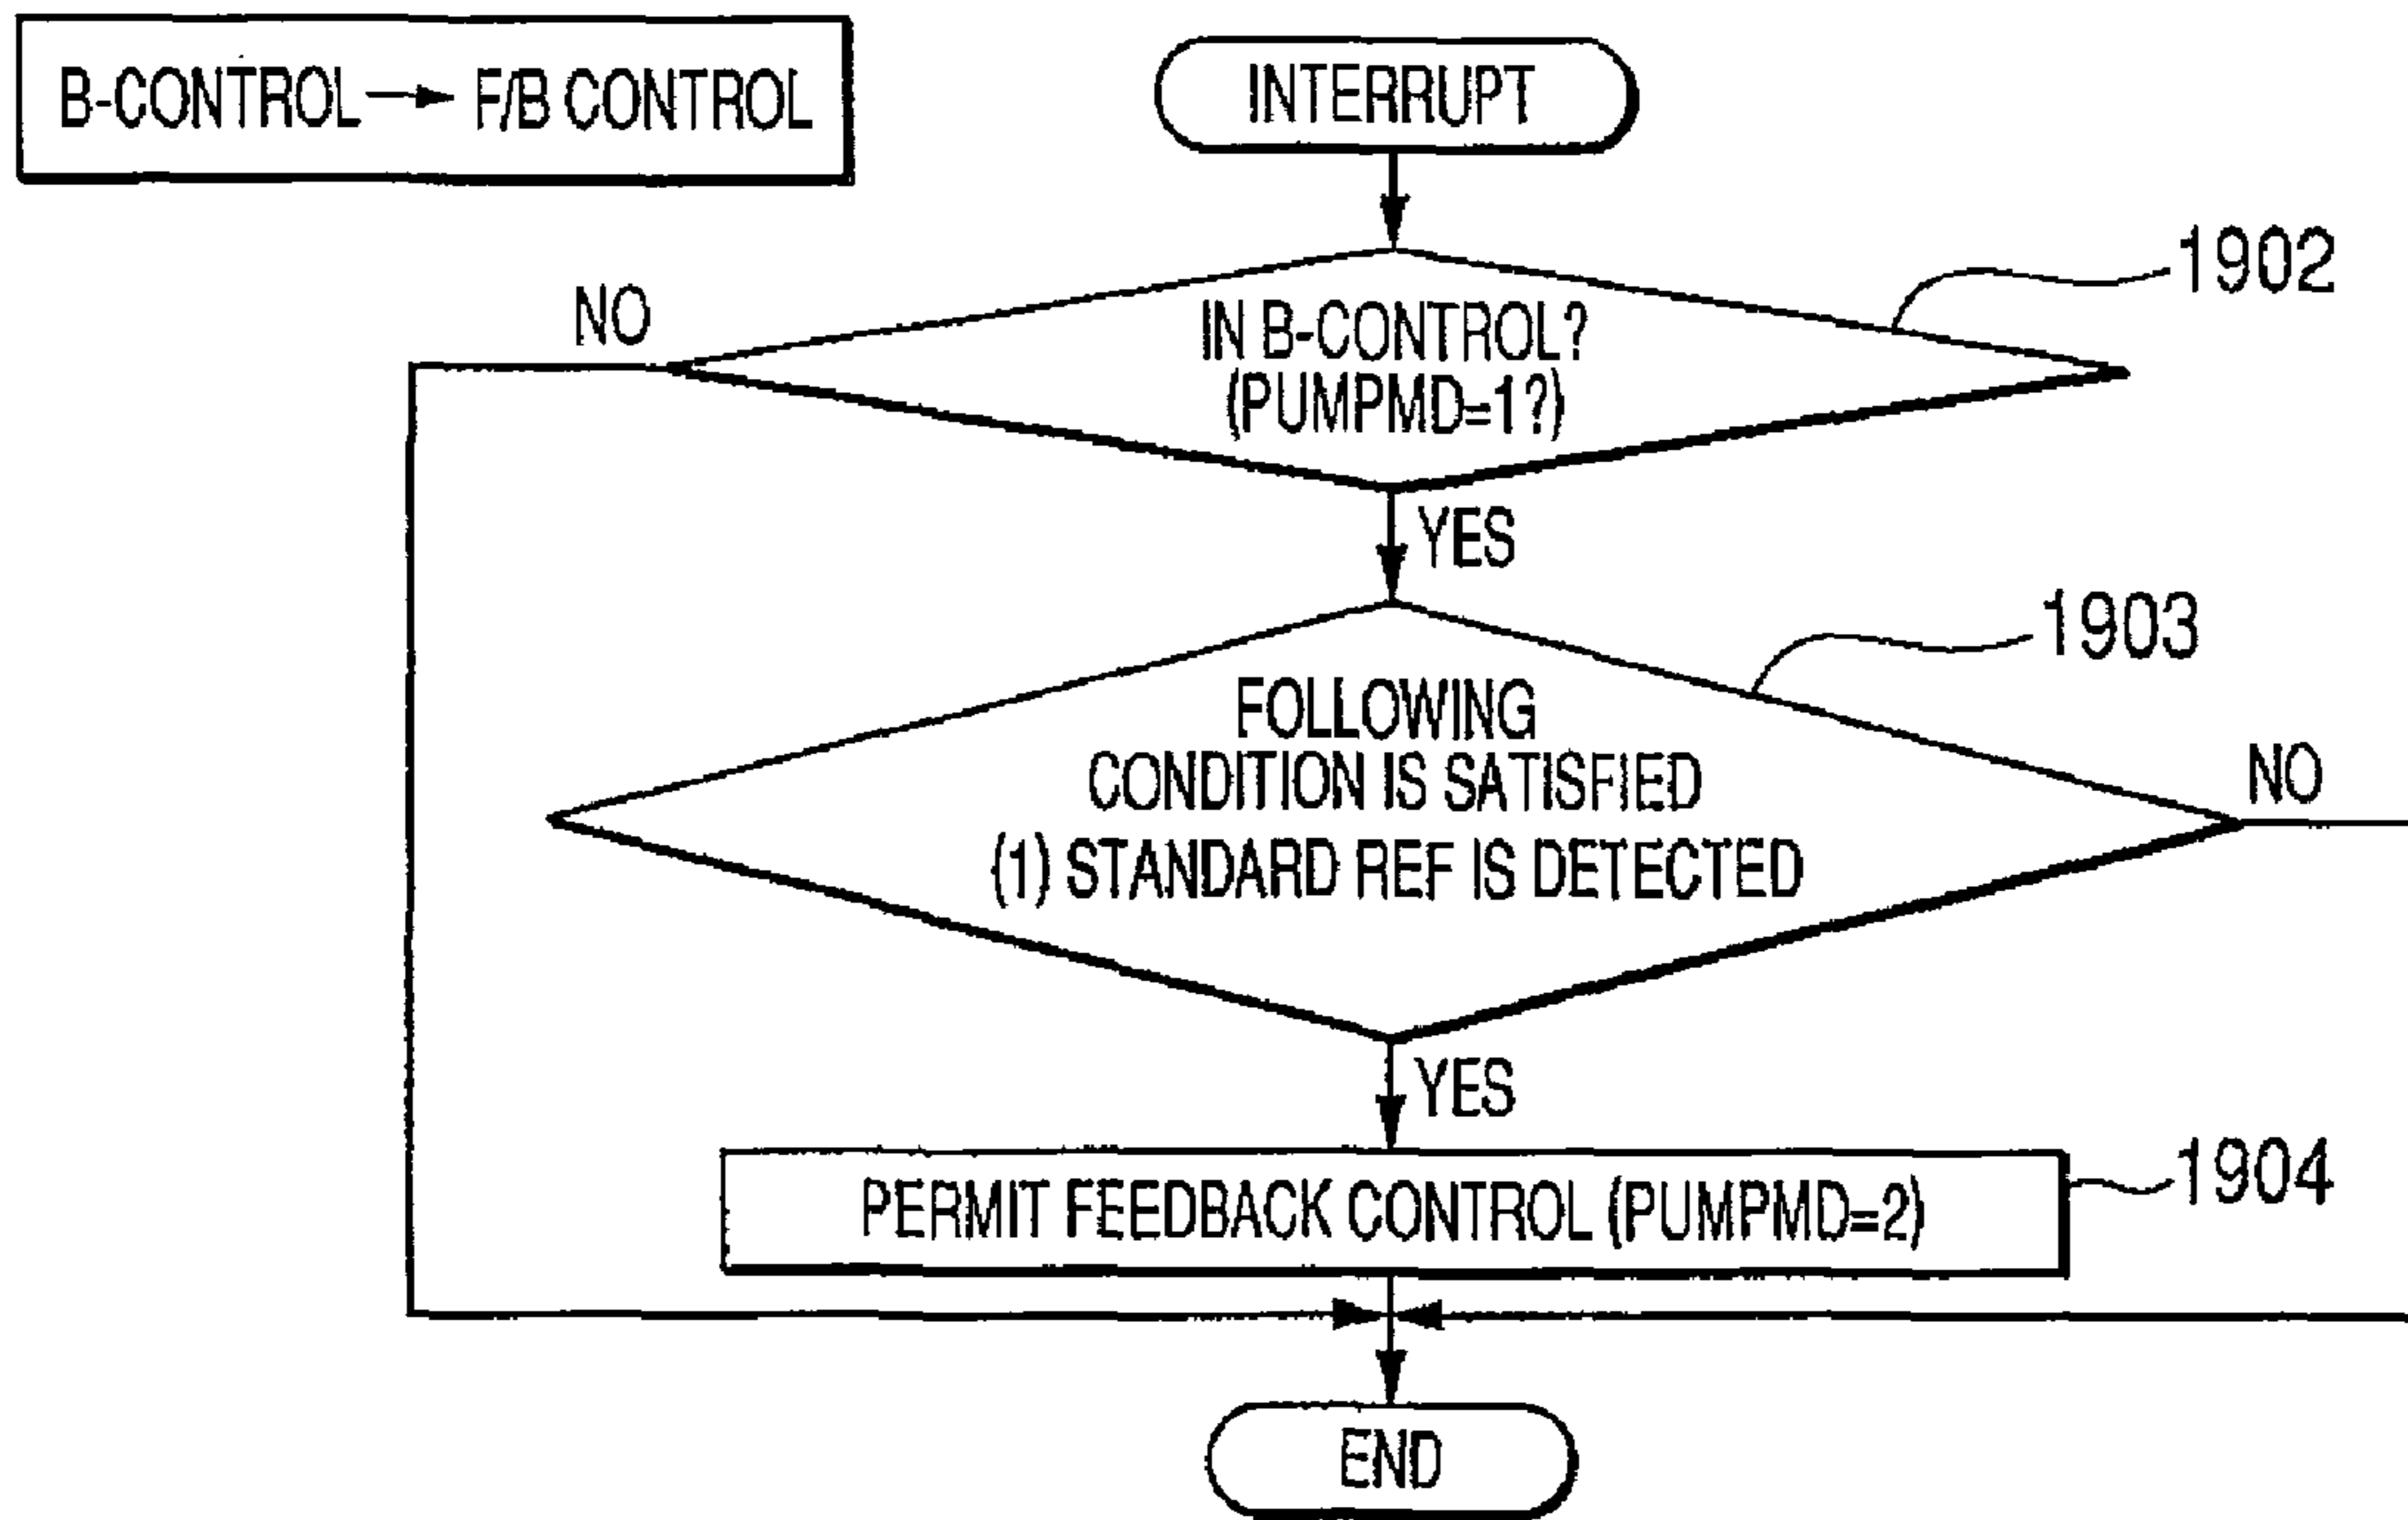 B-CONTROL → F/B CONTROL
INTERRUPT
1902
NO
IN B-CONTROL?
(PUMPMD=1?)
YES
1903
FOLLOWING
CONDITION IS SATISFIED
(1) STANDARD REF IS DETECTED
NO
YES
1904
PERMIT FEEDBACK CONTROL (PUMPMD=2)
END